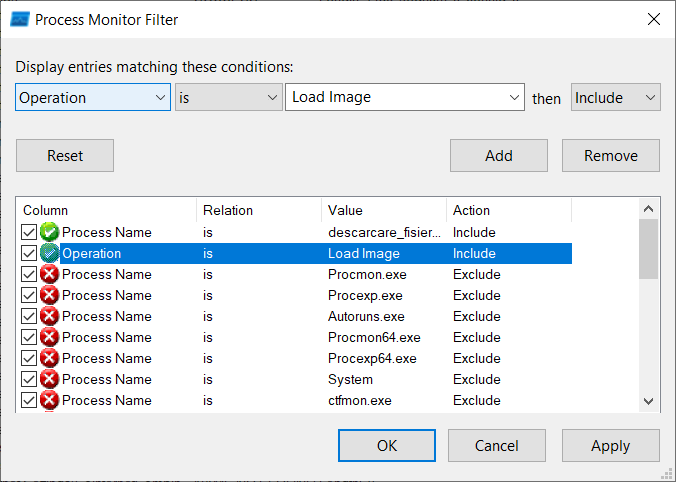 Process Monitor Filter
Display entries matching these conditions:
Operation is Load Image then Include
Reset Add Remove
Column Relation Value Action
Process Name is descarcare_fisier... Include
Operation is Load Image Include
Process Name is Procmon.exe Exclude
Process Name is Procexp.exe Exclude
Process Name is Autoruns.exe Exclude
Process Name is Procmon64.exe Exclude
Process Name is Procexp64.exe Exclude
Process Name is System Exclude
Process Name is ctfmon.exe Exclude
OK Cancel Apply